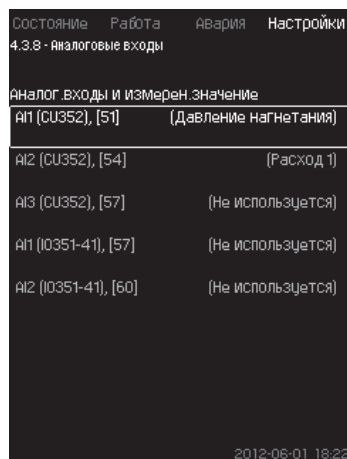 Состояние Работа Авария Настройки
4.3.8 - Аналоговые входы
Аналог.входы и измерен.значение
AI1 (CU352), [51] (Давление нагнетания)
AI2 (CU352), [54] (Расход 1)
AI3 (CU352), [57] (Не используется)
AI1 (IO351-41), [57] (Не используется)
AI2 (IO351-41), [60] (Не используется)
2012-06-01 18:22